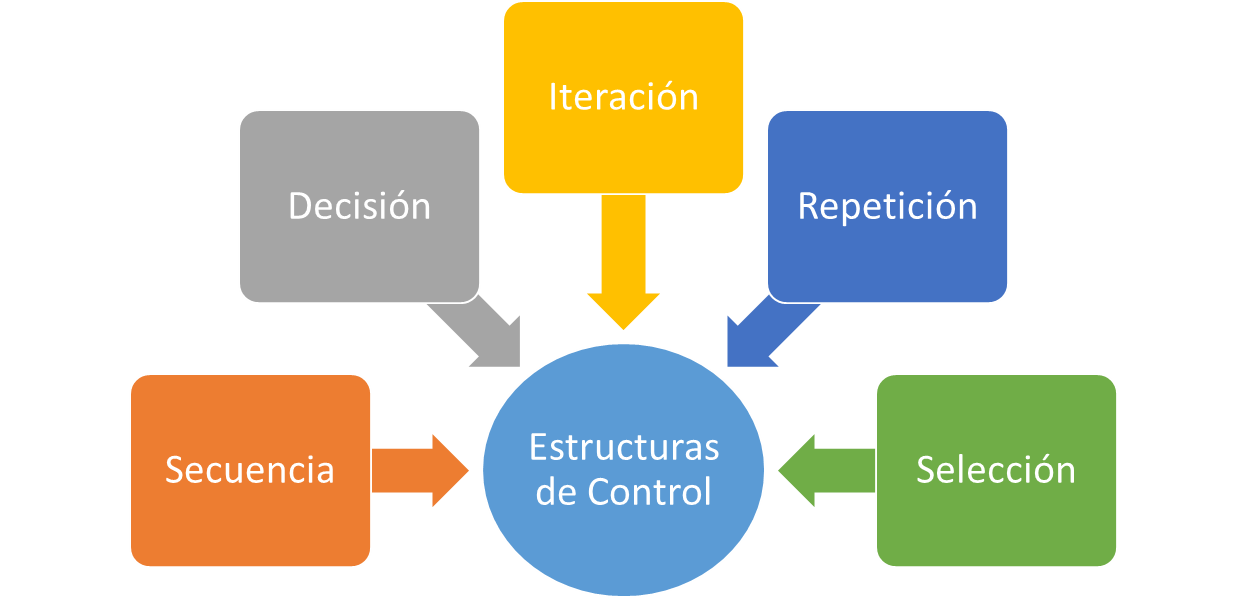 Iteración
Decisión
Repetición
Secuencia
Estructuras
de Control
Selección